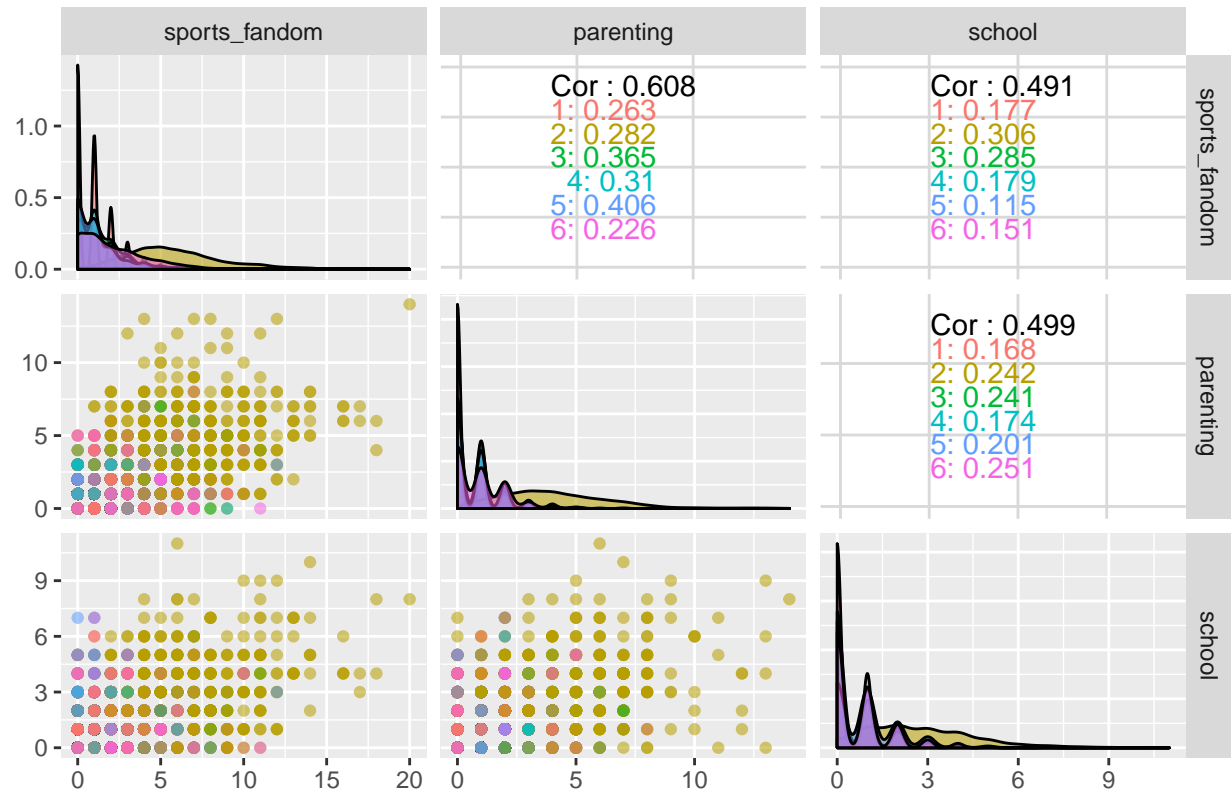 sports_fandom
parenting
school
1.0
0.5
0.0
Cor : 0.608
1: 0.263
2: 0.282
3: 0.365
4: 0.31
5: 0.406
6: 0.226
Cor : 0.491
1: 0.177
2: 0.306
3: 0.285
4: 0.179
5: 0.115
6: 0.151
sports_fandom
10
5
0
Cor : 0.499
1: 0.168
2: 0.242
3: 0.241
4: 0.174
5: 0.201
6: 0.251
parenting
9
6
3
0
school
0 5 10 15 20
0 5 10
0 3 6 9